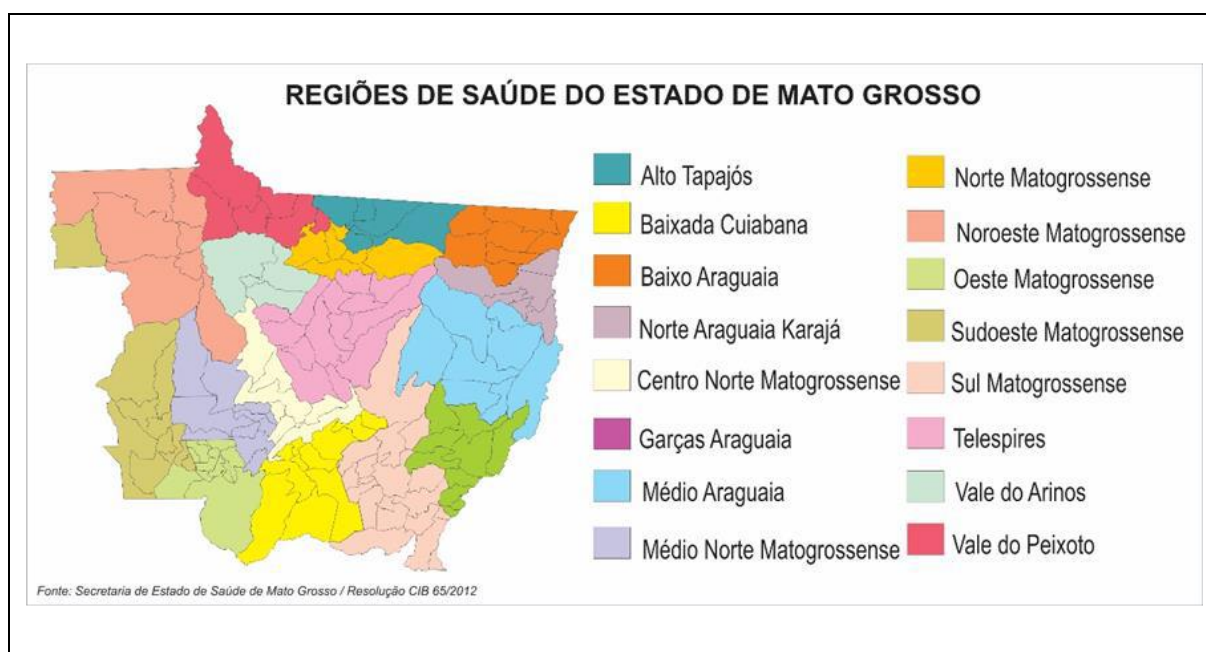 REGIÕES DE SAÚDE DO ESTADO DE MATO GROSSO
Alto Tapajós
Baixada Cuiabana
Baixo Araguaia
Norte Araguaia Karajá
Centro Norte Matogrossense
Garças Araguaia
Médio Araguaia
Médio Norte Matogrossense
Norte Matogrossense
Noroeste Matogrossense
Oeste Matogrossense
Sudoeste Matogrossense
Sul Matogrossense
Telespires
Vale do Arinos
Vale do Peixoto
Fonte: Secretaria de Estado de Saúde de Mato Grosso / Resolução CIB 65/2012